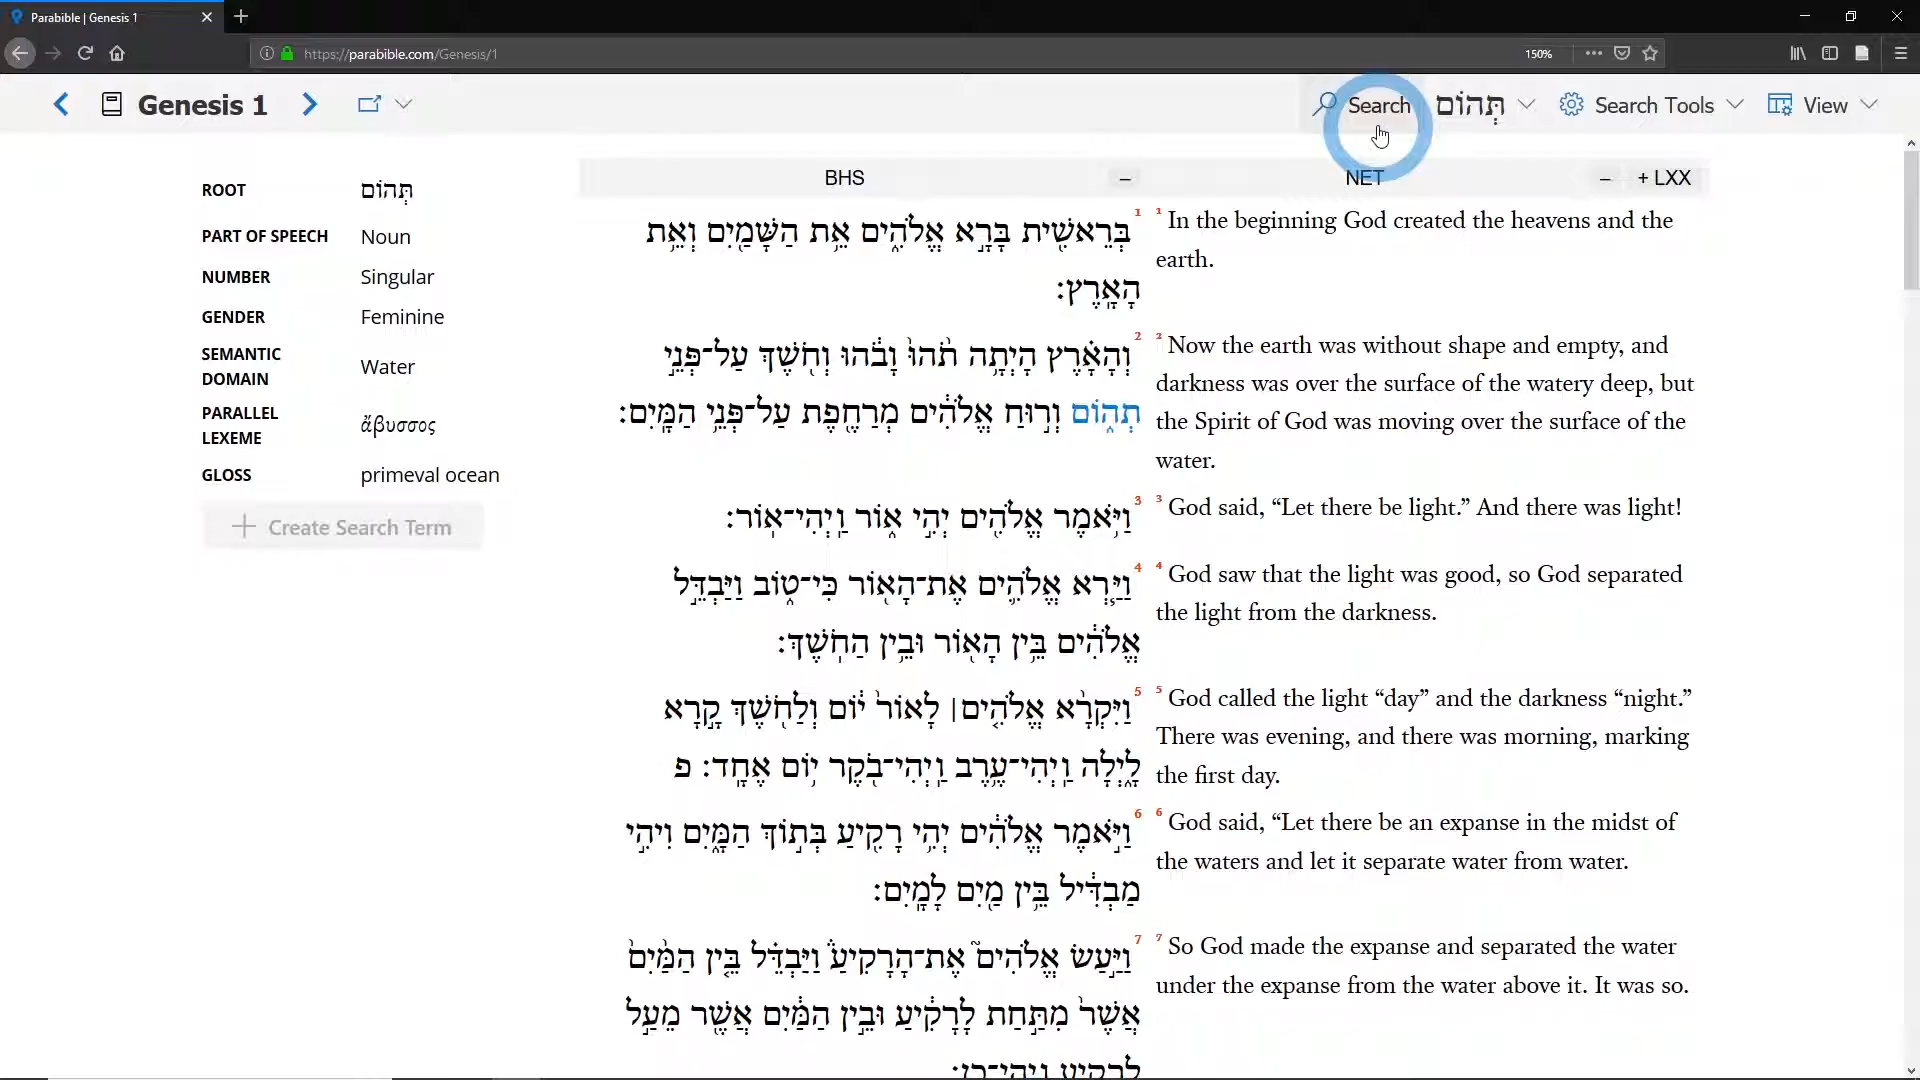 Parabible | Genesis 1
https://parabible.com/Genesis/1
150%
Genesis 1
Search
תְּהוֹם
Search Tools
View
ROOT תְּהוֹם
PART OF SPEECH Noun
NUMBER Singular
GENDER Feminine
SEMANTIC DOMAIN Water
PARALLEL LEXEME ἄβυσσος
GLOSS primeval ocean
Create Search Term
BHS –
NET – + LXX
1 בְּרֵאשִׁ֖ית בָּרָ֣א אֱלֹהִ֑ים אֵ֥ת הַשָּׁמַ֖יִם וְאֵ֥ת
הָאָֽרֶץ׃
1 In the beginning God created the heavens and the
earth.
2 וְהָאָ֗רֶץ הָיְתָ֥ה תֹ֙הוּ֙ וָבֹ֔הוּ וְחֹ֖שֶׁךְ עַל־פְּנֵ֣י
תְה֑וֹם וְר֣וּחַ אֱלֹהִ֔ים מְרַחֶ֖פֶת עַל־פְּנֵ֥י הַמָּֽיִם׃
2 Now the earth was without shape and empty, and
darkness was over the surface of the watery deep, but
the Spirit of God was moving over the surface of the
water.
3 וַיֹּ֥אמֶר אֱלֹהִ֖ים יְהִ֣י א֑וֹר וַֽיְהִי־אֽוֹר׃
3 God said, “Let there be light.” And there was light!
4 וַיַּ֧רְא אֱלֹהִ֛ים אֶת־הָא֖וֹר כִּי־ט֑וֹב וַיַּבְדֵּ֣ל
אֱלֹהִ֔ים בֵּ֥ין הָא֖וֹר וּבֵ֥ין הַחֹֽשֶׁךְ׃
4 God saw that the light was good, so God separated
the light from the darkness.
5 וַיִּקְרָ֨א אֱלֹהִ֤ים׀ לָאוֹר֙ י֔וֹם וְלַחֹ֖שֶׁךְ קָ֣רָא
לָ֑יְלָה וַֽיְהִי־עֶ֥רֶב וַֽיְהִי־בֹ֖קֶר י֥וֹם אֶחָֽד׃ פ
5 God called the light “day” and the darkness “night.”
There was evening, and there was morning, marking
the first day.
6 וַיֹּ֣אמֶר אֱלֹהִ֔ים יְהִ֥י רָקִ֖יעַ בְּת֣וֹךְ הַמָּ֑יִם וִיהִ֣י
מַבְדִּ֔יל בֵּ֥ין מַ֖יִם לָמָֽיִם׃
6 God said, “Let there be an expanse in the midst of
the waters and let it separate water from water.
7 וַיַּ֣עַשׂ אֱלֹהִים֮ אֶת־הָרָקִיעַ֒ וַיַּבְדֵּ֗ל בֵּ֤ין הַמַּ֙יִם֙
אֲשֶׁר֙ מִתַּ֣חַת לָרָקִ֔יעַ וּבֵ֣ין הַמַּ֔יִם אֲשֶׁ֖ר מֵעַ֣ל
לָרָקִ֑יעַ וַֽיְהִי־כֵֽן׃
7 So God made the expanse and separated the water
under the expanse from the water above it. It was so.